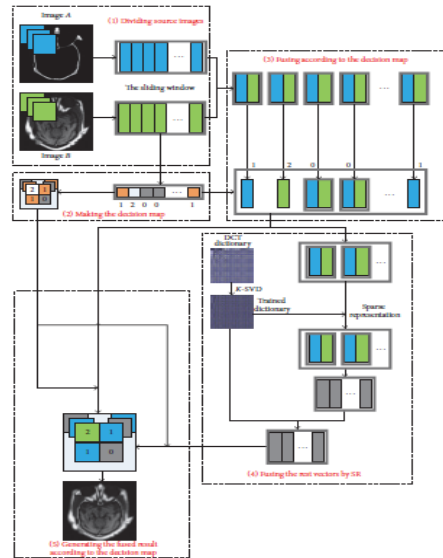 Image A
(1) Dividing source images
...
The sliding window
...
Image B
(3) Fusing according to the decision map
...
1 2 0 0 1
...
2 1
1 0
...
1 2 0 0 1
(2) Making the decision map
DCT
dictionary
K-SVD
Trained
dictionary
...
Sparse
representation
...
...
...
(4) Fusing the rest vectors by SR
2 1
1 0
(5) Generating the fused result
according to the decision map